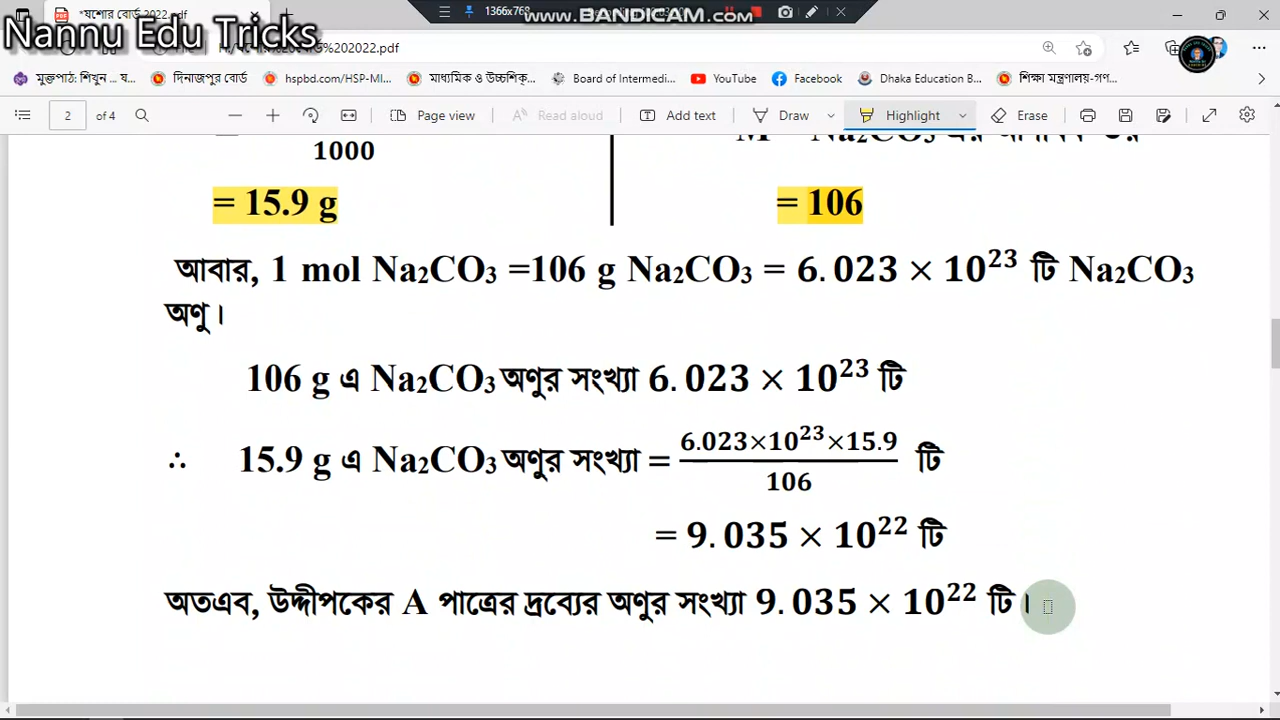 *যশোর বোর্ড 2022.pdf
1366x768
www.BANDICAM.com
Nannu Edu Tricks
202022.pdf
মুক্তপাঠ: শিখুন ... য... দিনাজপুর বোর্ড hspbd.com/HSP-MI... মাধ্যমিক ও উচ্চশিক্... Board of Intermedi... YouTube Facebook Dhaka Education B... শিক্ষা মন্ত্রণালয়-গণ...
2 of 4 Page view Read aloud Add text Draw Highlight Erase
1000
= 15.9 g = 106
আবার, 1 mol Na₂CO₃ =106 g Na₂CO₃ = 6.023 × 10²³ টি Na₂CO₃
অণু।
106 g এ Na₂CO₃ অণুর সংখ্যা 6.023 × 10²³ টি
∴ 15.9 g এ Na₂CO₃ অণুর সংখ্যা = 6.023×10²³×15.9 টি
106
= 9.035 × 10²² টি
অতএব, উদ্দীপকের A পাত্রের দ্রব্যের অণুর সংখ্যা 9.035 × 10²² টি।